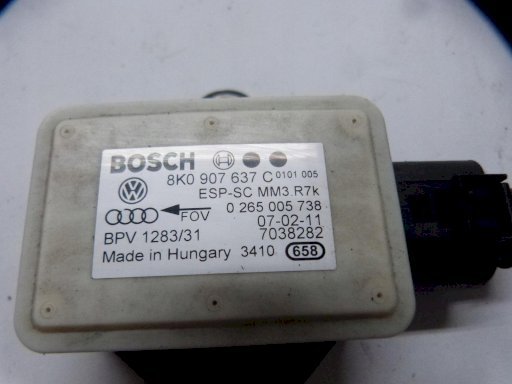 BOSCH
8K0 907 637 C 0101 005
ESP-SC MM3.R7k
FOV 0 265 005 738
07-02-11
BPV 1283/31 7038282
Made in Hungary 3410 658